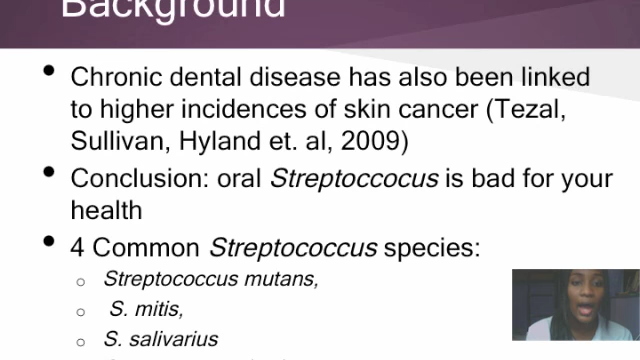 Background
Chronic dental disease has also been linked
to higher incidences of skin cancer (Tezal,
Sullivan, Hyland et. al, 2009)
Conclusion: oral Streptoccocus is bad for your
health
4 Common Streptococcus species:
Streptococcus mutans,
S. mitis,
S. salivarius